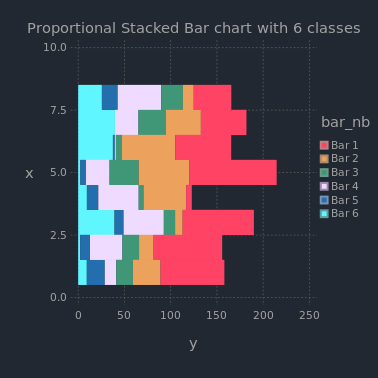 Proportional Stacked Bar chart with 6 classes
10.0
7.5
5.0
2.5
0.0
x
0
50
100
150
200
250
y
bar_nb
Bar 1
Bar 2
Bar 3
Bar 4
Bar 5
Bar 6